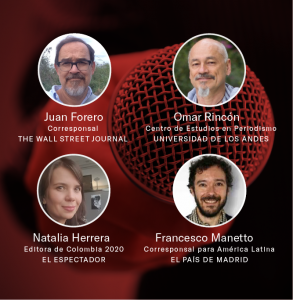 Juan Forero
Corresponsal
THE WALL STREET JOURNAL
Omar Rincón
Centro de Estudios en Periodismo
UNIVERSIDAD DE LOS ANDES
Natalia Herrera
Editora de Colombia 2020
EL ESPECTADOR
Francesco Manetto
Corresponsal para América Latina
EL PAÍS DE MADRID